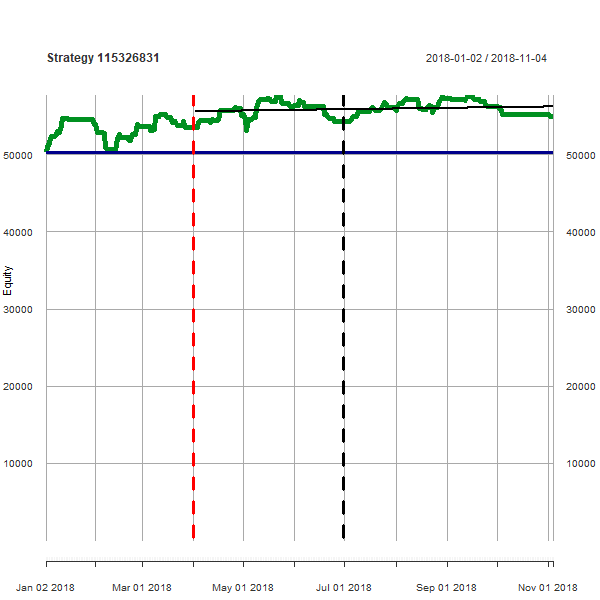 Strategy 115326831
2018-01-02 / 2018-11-04
50000
50000
40000
40000
Equity
30000
30000
20000
20000
10000
10000
Jan 02 2018
Mar 01 2018
May 01 2018
Jul 01 2018
Sep 01 2018
Nov 01 2018